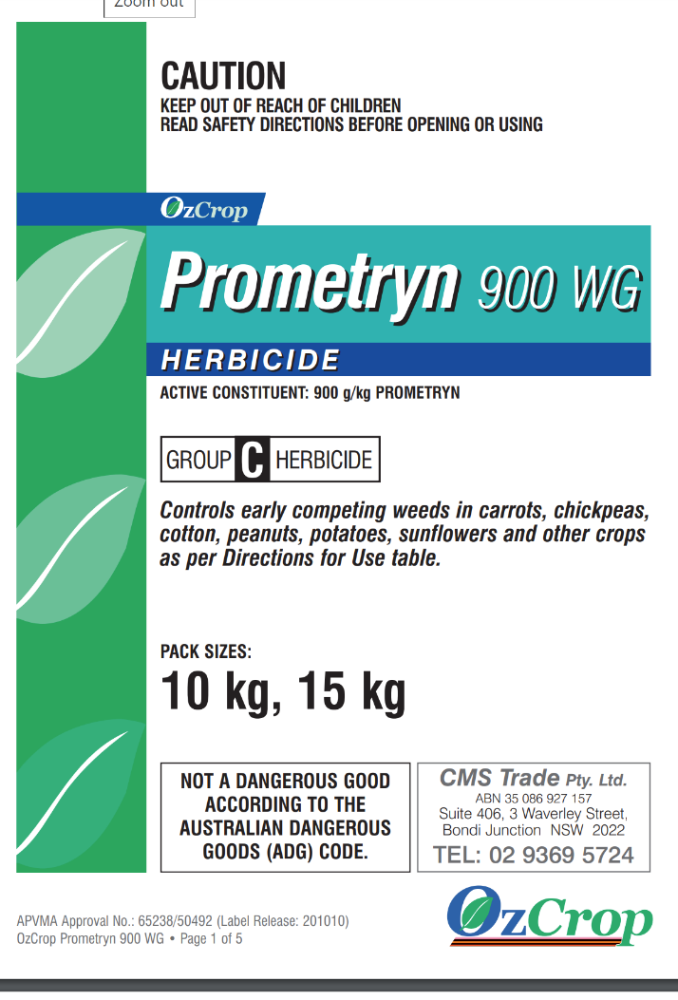 Zoom out
CAUTION
KEEP OUT OF REACH OF CHILDREN
READ SAFETY DIRECTIONS BEFORE OPENING OR USING
OzCrop
Prometryn 900 WG
HERBICIDE
ACTIVE CONSTITUENT: 900 g/kg PROMETRYN
GROUP C HERBICIDE
Controls early competing weeds in carrots, chickpeas,
cotton, peanuts, potatoes, sunflowers and other crops
as per Directions for Use table.
PACK SIZES:
10 kg, 15 kg
NOT A DANGEROUS GOOD
ACCORDING TO THE
AUSTRALIAN DANGEROUS
GOODS (ADG) CODE.
CMS Trade Pty. Ltd.
ABN 35 086 927 157
Suite 406, 3 Waverley Street,
Bondi Junction NSW 2022
TEL: 02 9369 5724
APVMA Approval No.: 65238/50492 (Label Release: 201010)
OzCrop Prometryn 900 WG • Page 1 of 5
OzCrop